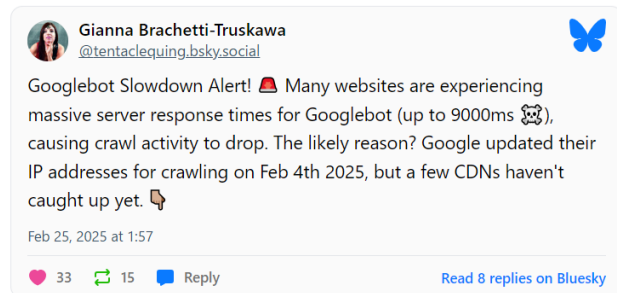 Gianna Brachetti-Truskawa
@tentaclequing.bsky.social
Googlebot Slowdown Alert! 🚨 Many websites are experiencing
massive server response times for Googlebot (up to 9000ms ☠️),
causing crawl activity to drop. The likely reason? Google updated their
IP addresses for crawling on Feb 4th 2025, but a few CDNs haven't
caught up yet. 👇🏽
Feb 25, 2025 at 1:57
33 15 Reply Read 8 replies on Bluesky